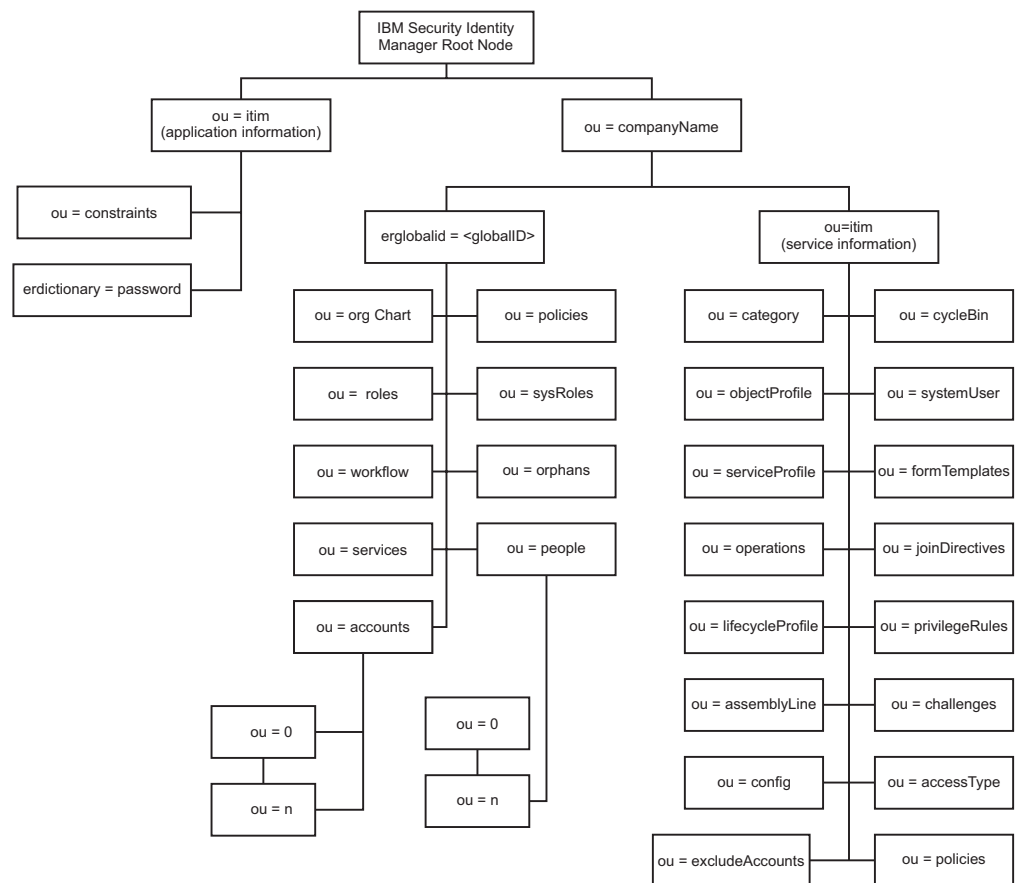 IBM Security Identity
Manager Root Node
ou = itim
(application information)
ou = companyName
ou = constraints
erdictionary = password
erglobalid = <globalID>
ou=itim
(service information)
ou = org Chart
ou = policies
ou = category
ou = cycleBin
ou = roles
ou = sysRoles
ou = objectProfile
ou = systemUser
ou = workflow
ou = orphans
ou = serviceProfile
ou = formTemplates
ou = services
ou = people
ou = operations
ou = joinDirectives
ou = accounts
ou = lifecycleProfile
ou = privilegeRules
ou = 0
ou = 0
ou = assemblyLine
ou = challenges
ou = n
ou = n
ou = config
ou = accessType
ou = excludeAccounts
ou = policies